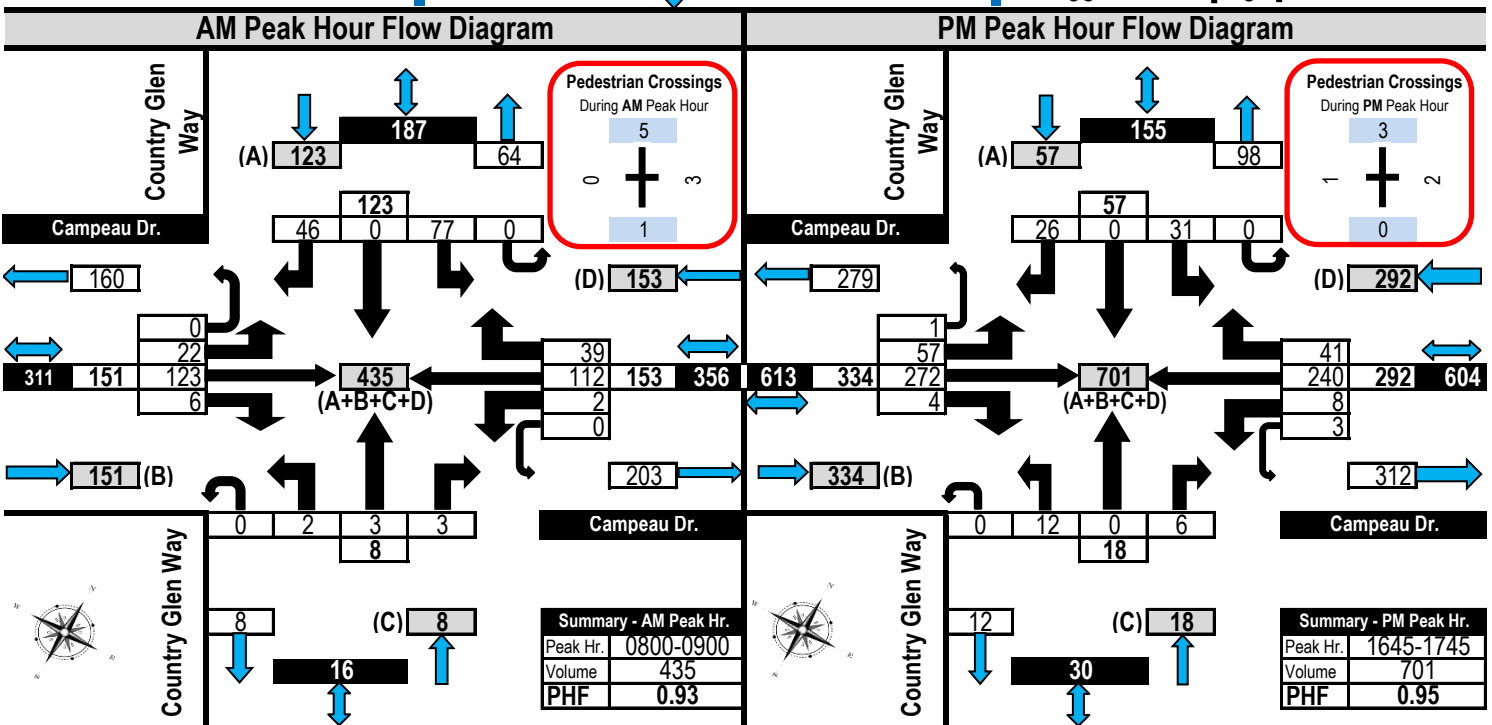 AM Peak Hour Flow Diagram
Country Glen Way
Pedestrian Crossings
During AM Peak Hour
5
0 3
1
187
(A) 123 64
123
46 0 77 0
Campeau Dr.
160
(D) 153
0
22
311 151 123
6
435
(A+B+C+D)
39
112 153 356
2
0
151 (B)
203
0 2 3 3
8
Campeau Dr.
Country Glen Way
N
W
E
S
8
(C) 8
16
Summary - AM Peak Hr.
Peak Hr. 0800-0900
Volume 435
PHF 0.93
PM Peak Hour Flow Diagram
Country Glen Way
Pedestrian Crossings
During PM Peak Hour
3
1 2
0
155
(A) 57 98
57
26 0 31 0
Campeau Dr.
279
(D) 292
1
57
613 334 272
4
701
(A+B+C+D)
41
240 292 604
8
3
334 (B)
312
0 12 0 6
18
Campeau Dr.
Country Glen Way
N
W
E
S
12
(C) 18
30
Summary - PM Peak Hr.
Peak Hr. 1645-1745
Volume 701
PHF 0.95